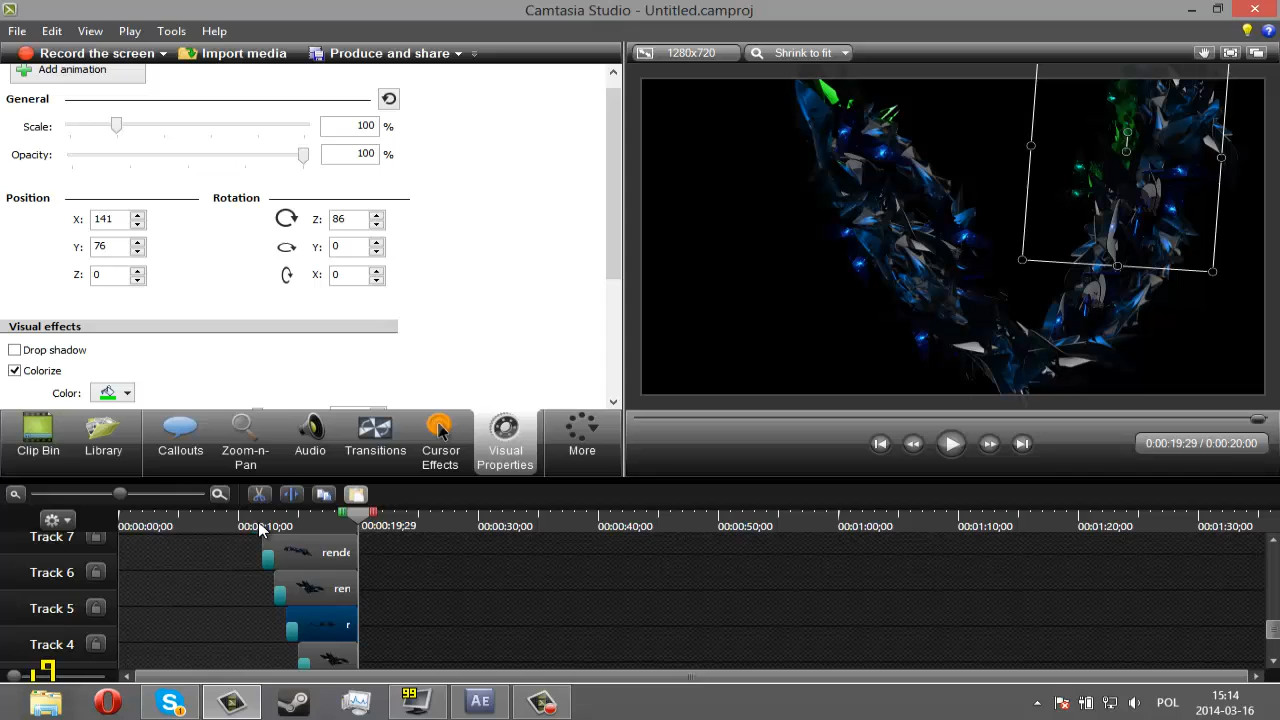 Camtasia Studio - Untitled.camproj
File Edit View Play Tools Help
Record the screen Import media Produce and share 1280x720 Shrink to fit
Add animation
General
Scale: 100 %
Opacity: 100 %
Position Rotation
X: 141 Z: 86
Y: 76 Y: 0
Z: 0 X: 0
Visual effects
Drop shadow
Colorize
Color:
Clip Bin Library Callouts Zoom-n-Pan Audio Transitions Cursor Effects Visual Properties More
0:00:19;29 / 0:00:20;00
00:00:00;00 00:00:10;00 00:00:19;29 00:00:30;00 00:00:40;00 00:00:50;00 00:01:00;00 00:01:10;00 00:01:20;00 00:01:30;00
Track 7 rende
Track 6 ren
Track 5 r
Track 4
19
99 AE POL 15:14
2014-03-16